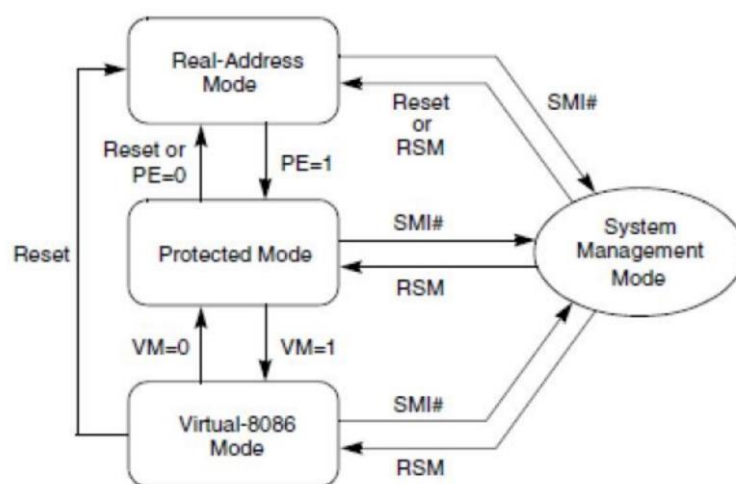 Real-Address
Mode
SMI#
Reset
or
RSM
Reset or
PE=0
PE=1
System
Management
Mode
SMI#
Protected Mode
Reset
RSM
VM=0
VM=1
SMI#
Virtual-8086
Mode
RSM